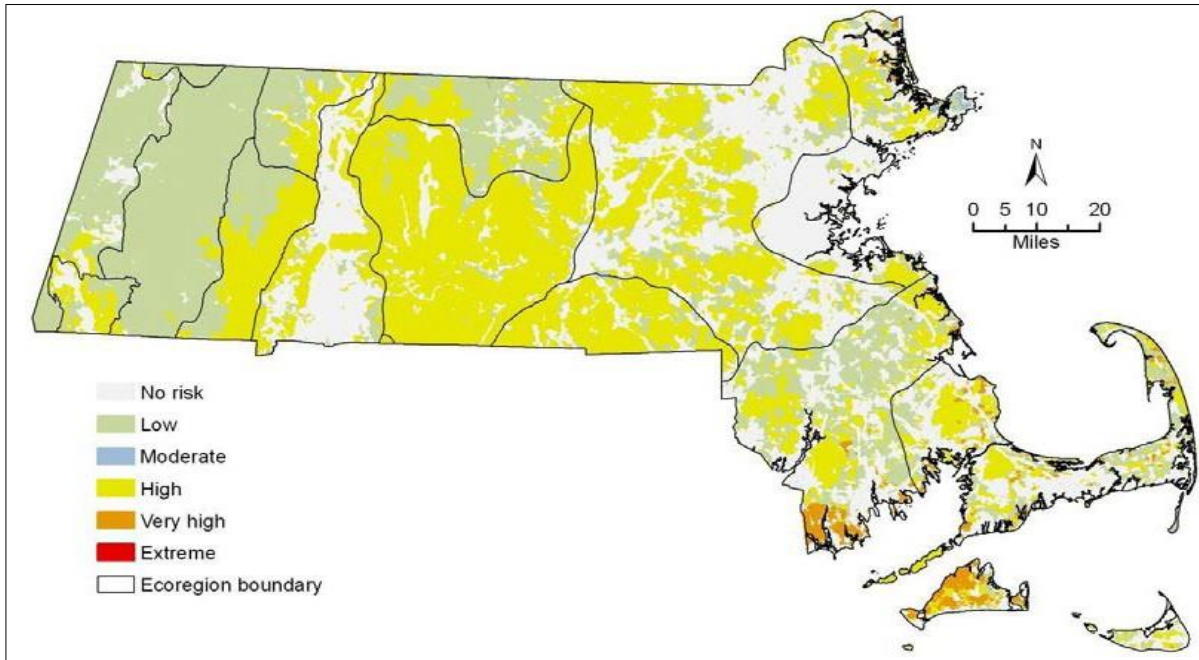 N
0 5 10 20
Miles
No risk
Low
Moderate
High
Very high
Extreme
Ecoregion boundary